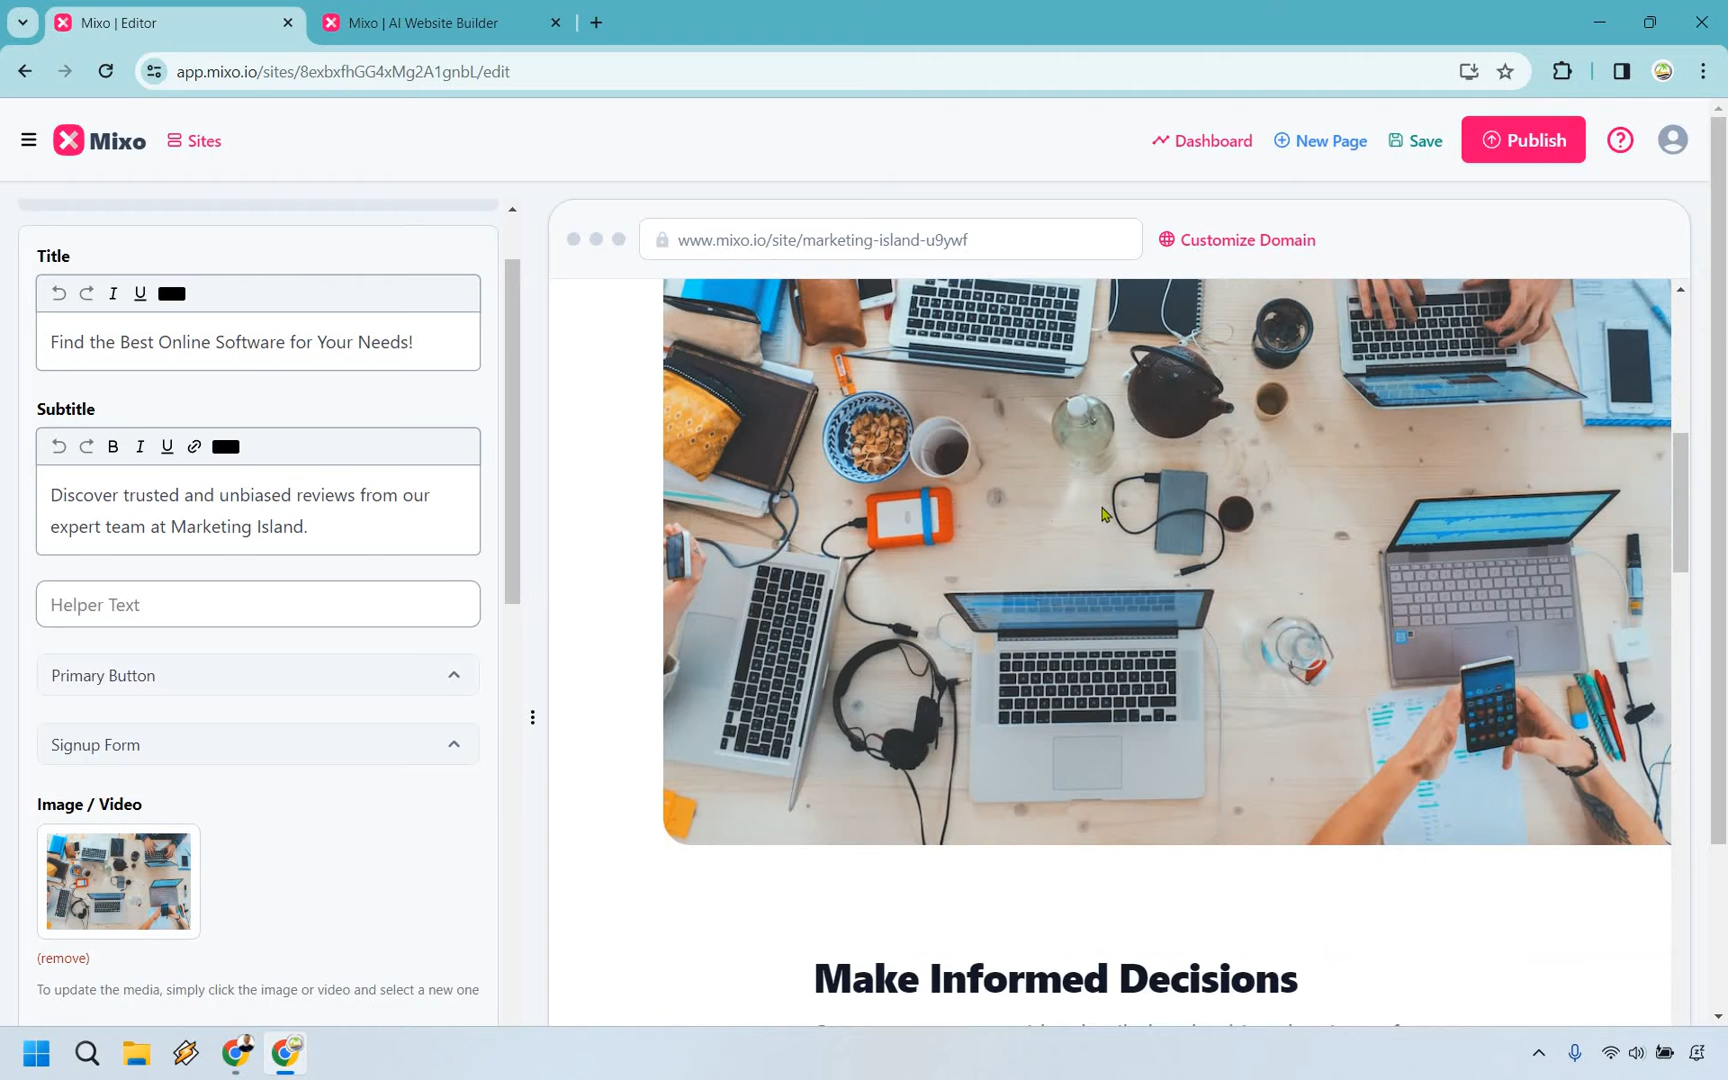 Mixo | Editor
Mixo | AI Website Builder
app.mixo.io/sites/8exbxfhGG4xMg2A1gnbL/edit
Mixo
Sites
Dashboard
New Page
Save
Publish
Title
Find the Best Online Software for Your Needs!
Subtitle
Discover trusted and unbiased reviews from our
expert team at Marketing Island.
Helper Text
Primary Button
Signup Form
Image / Video
(remove)
To update the media, simply click the image or video and select a new one
www.mixo.io/site/marketing-island-u9ywf
Customize Domain
Make Informed Decisions